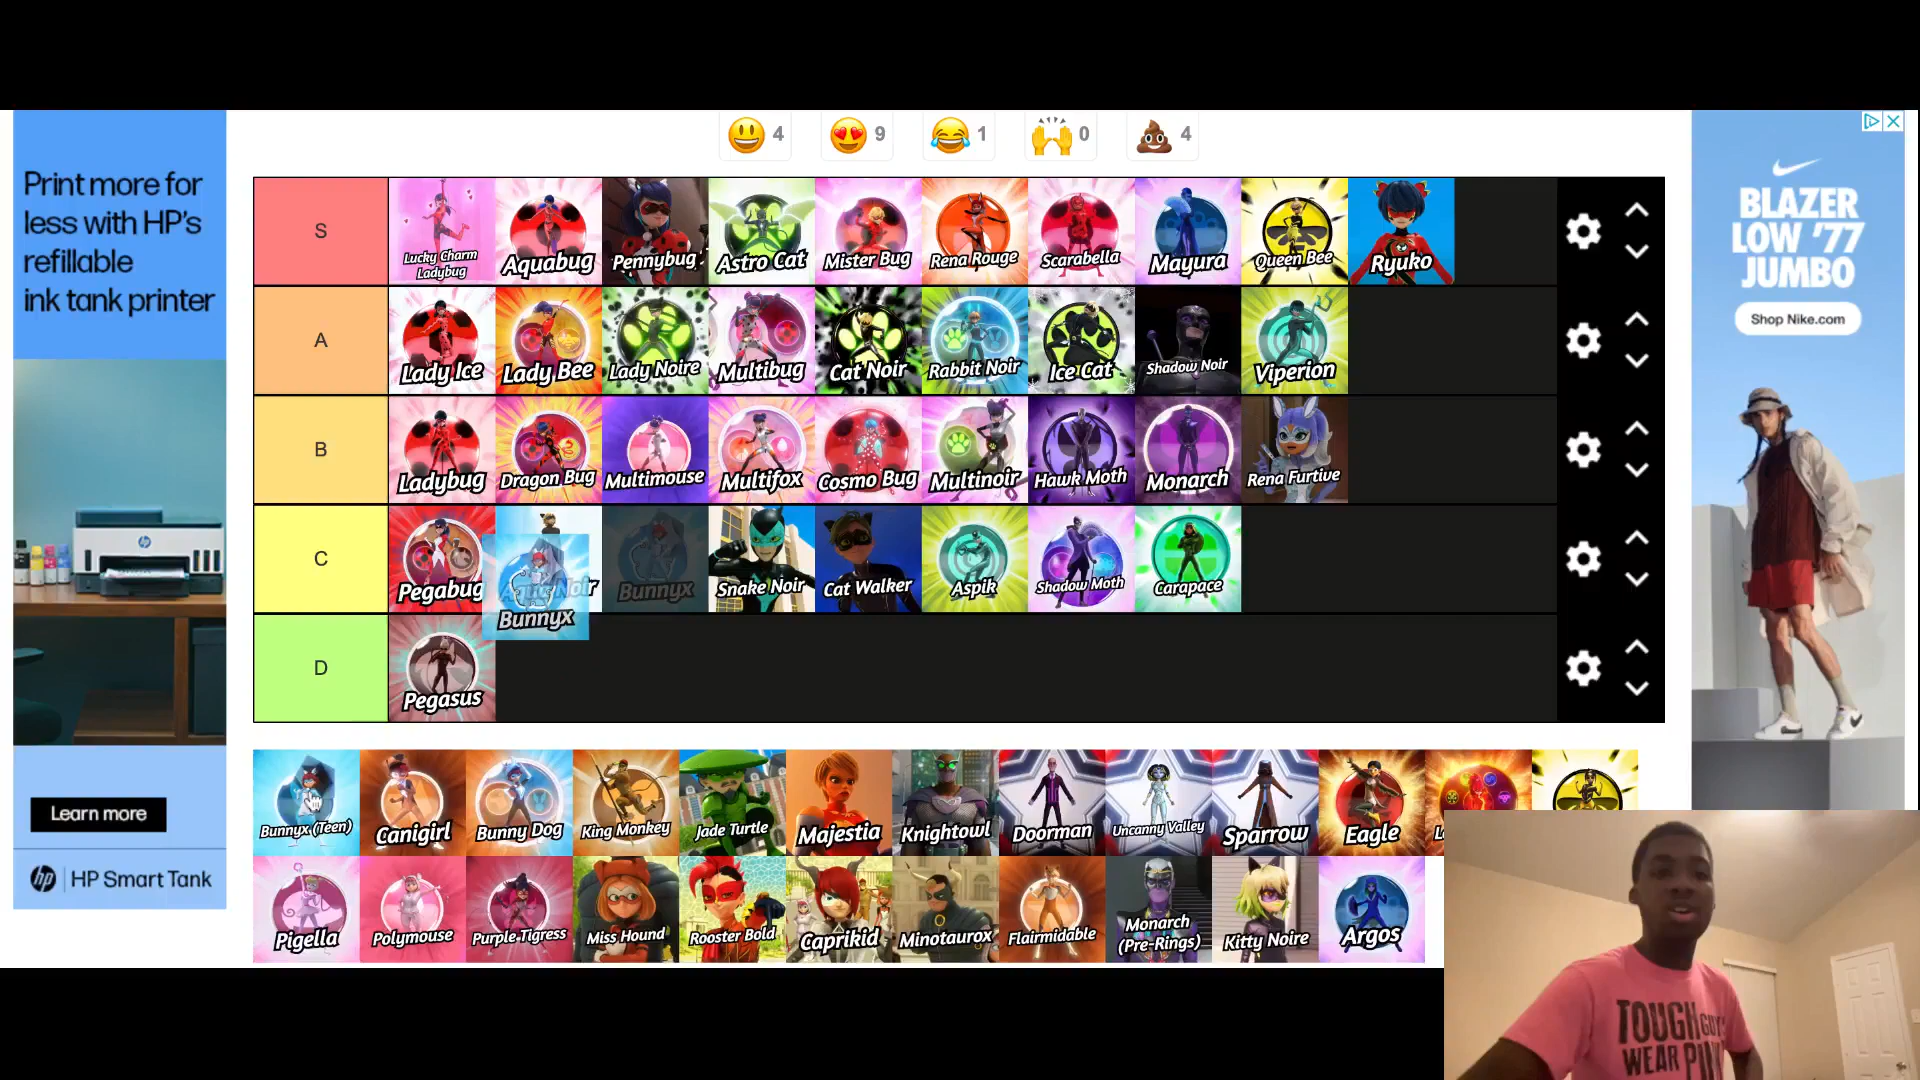 4
9
1
0
4
Print more for
less with HP's
refillable
ink tank printer
hp
Learn more
hp HP Smart Tank
BLAZER
LOW '77
JUMBO
Shop Nike.com
S
Lucky Charm
Ladybug
Aquabug
Pennybug
Astro Cat
Mister Bug
Rena Rouge
Scarabella
Mayura
Queen Bee
Ryuko
A
Lady Ice
Lady Bee
Lady Noire
Multibug
Cat Noir
Rabbit Noir
Ice Cat
Shadow Noir
Viperion
B
Ladybug
Dragon Bug
Multimouse
Multifox
Cosmo Bug
Multinoir
Hawk Moth
Monarch
Rena Furtive
C
Pegabug
Aqua Noir
Bunnyx
Bunnyx
Snake Noir
Cat Walker
Aspik
Shadow Moth
Carapace
D
Pegasus
Bunnyx (Teen)
Canigirl
Bunny Dog
King Monkey
Jade Turtle
Majestia
Knightowl
Doorman
Uncanny Valley
Sparrow
Eagle
Pigella
Polymouse
Purple Tigress
Miss Hound
Rooster Bold
Caprikid
Minotaurox
Flairmidable
Monarch
(Pre-Rings)
Kitty Noire
Argos
TOUGH GUYS
WEAR PINK